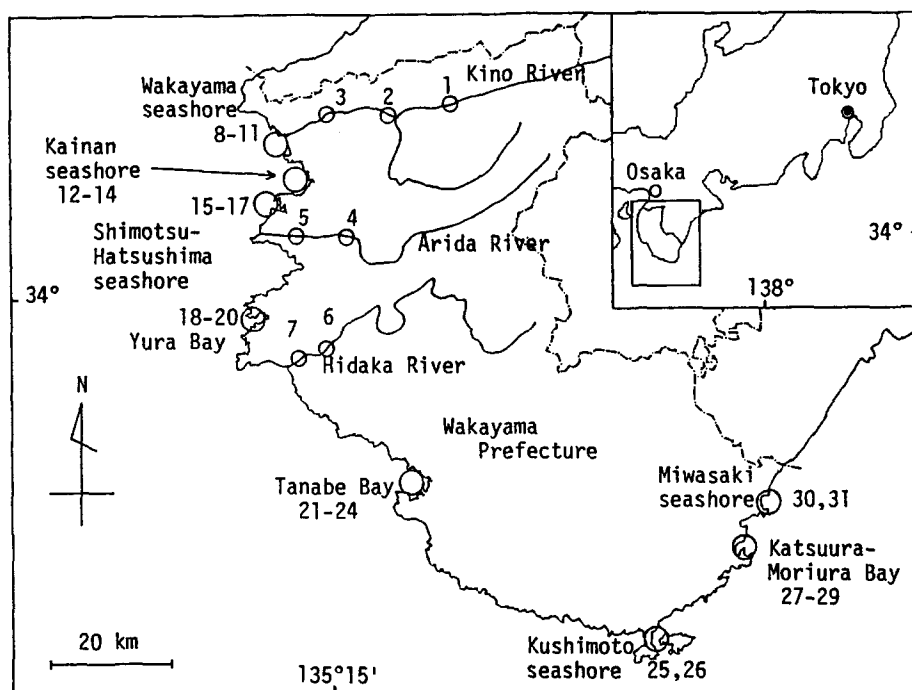 Kino River
1
2
3
Wakayama
seashore
8-11
Kainan
seashore
12-14
15-17
Shimotsu-
Hatsushima
seashore
5
4
Arida River
34°
18-20
Yura Bay
7
6
Hidaka River
N
Wakayama
Prefecture
Tanabe Bay
21-24
Miwasaki
seashore
30,31
Katsuura-
Moriura Bay
27-29
Kushimoto
seashore
25,26
20 km
135°15'
Tokyo
Osaka
34°
138°